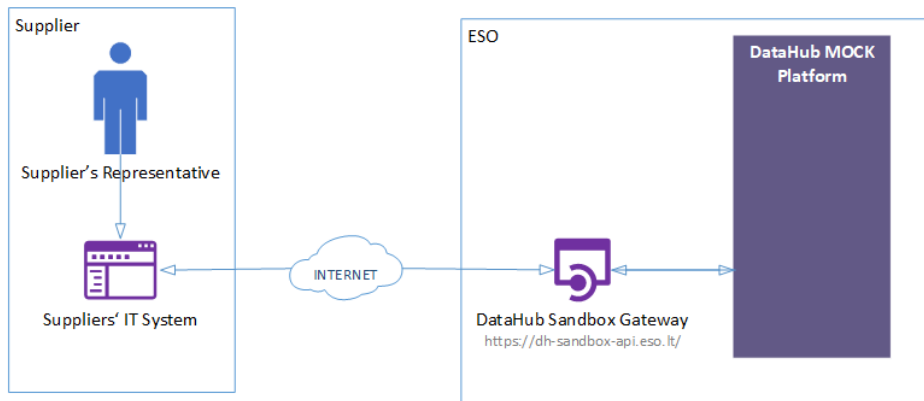 Supplier
ESO
DataHub MOCK
Platform
Supplier’s Representative
INTERNET
Suppliers‘ IT System
DataHub Sandbox Gateway
https://dh-sandbox-api.eso.lt/